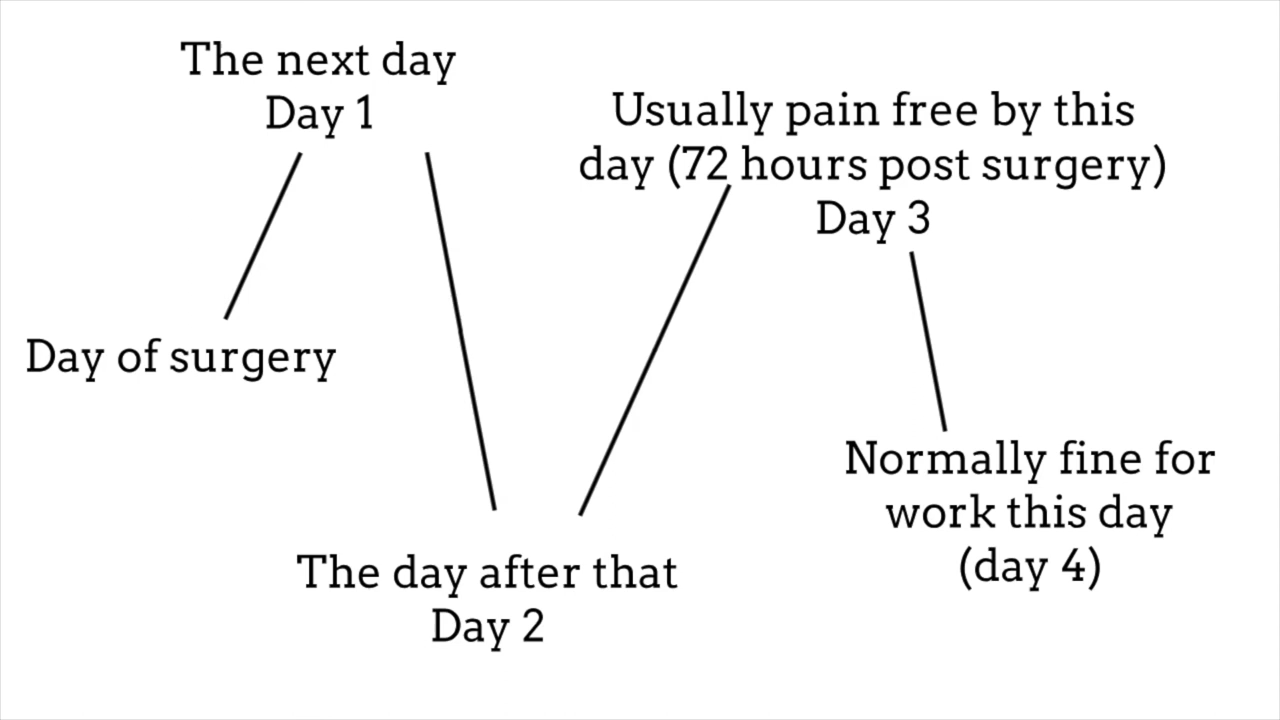 The next day
Day 1
Usually pain free by this
day (72 hours post surgery)
Day 3
Day of surgery
Normally fine for
work this day
(day 4)
The day after that
Day 2